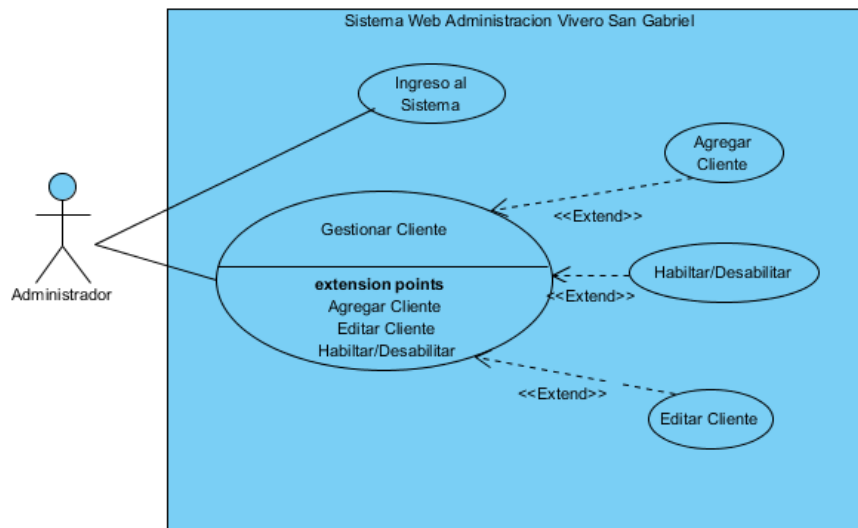 Sistema Web Administracion Vivero San Gabriel
Ingreso al
Sistema
Agregar
Cliente
<<Extend>>
Gestionar Cliente
Habiltar/Desabilitar
<<Extend>>
extension points
Agregar Cliente
Editar Cliente
Habiltar/Desabilitar
Administrador
<<Extend>>
Editar Cliente